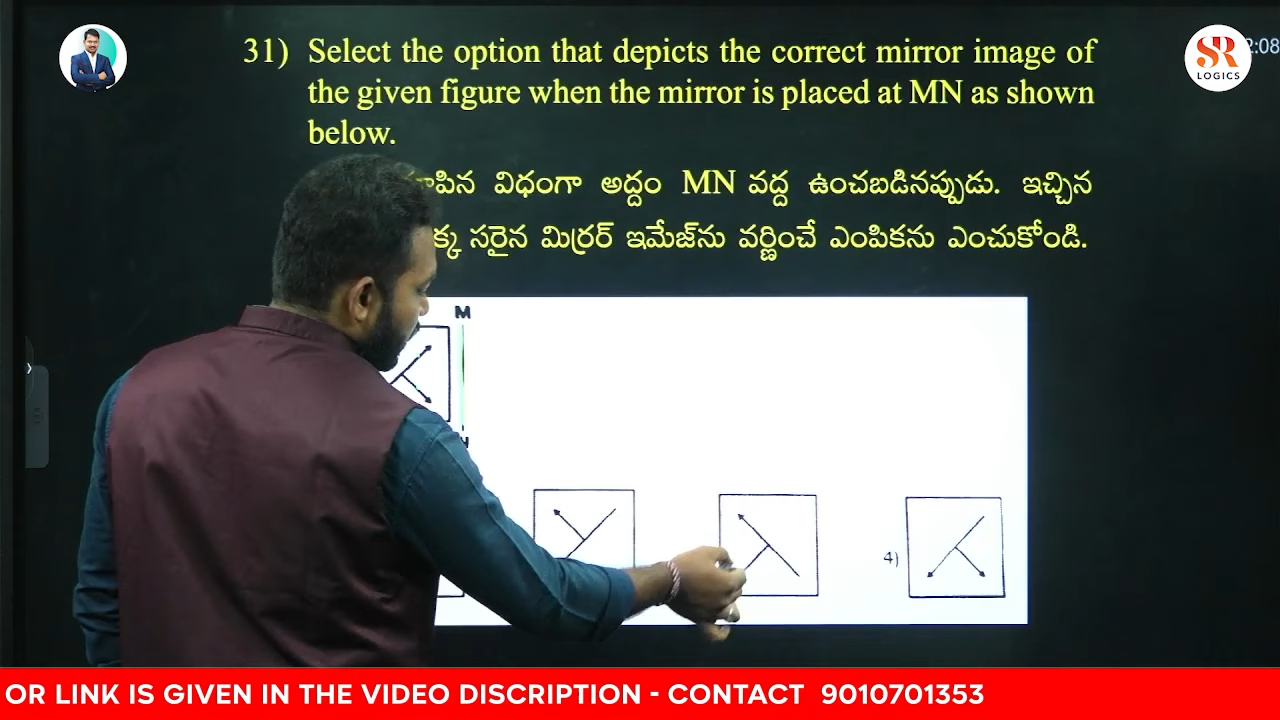 31) Select the option that depicts the correct mirror image of
SR
LOGICS
2:08
the given figure when the mirror is placed at MN as shown
below.
విధంగా అద్దం MN వద్ద ఉంచబడినప్పుడు. ఇచ్చిన
సరైన మిర్రర్ ఇమేజ్‌ను వర్ణించే ఎంపికను ఎంచుకోండి.
M
4)
OR LINK IS GIVEN IN THE VIDEO DISCRIPTION - CONTACT 9010701353